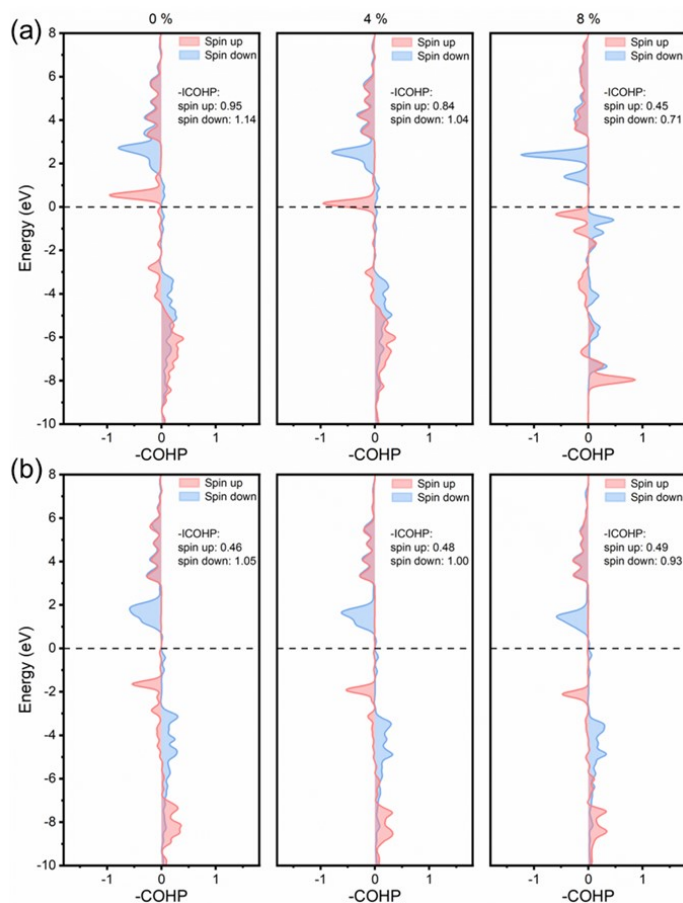 0 % 4 % 8 %
(a)
8 Spin up Spin up Spin up
Spin down Spin down Spin down
6
-ICOHP: -ICOHP: -ICOHP:
spin up: 0.95 spin up: 0.84 spin up: 0.45
spin down: 1.14 spin down: 1.04 spin down: 0.71
4
2
0
-2
-4
-6
-8
-10
Energy (eV)
-1 0 1 -1 0 1 -1 0 1
-COHP -COHP -COHP
(b)
8 Spin up Spin up Spin up
Spin down Spin down Spin down
6
-ICOHP: -ICOHP: -ICOHP:
spin up: 0.46 spin up: 0.48 spin up: 0.49
spin down: 1.05 spin down: 1.00 spin down: 0.93
4
2
0
-2
-4
-6
-8
-10
Energy (eV)
-1 0 1 -1 0 1 -1 0 1
-COHP -COHP -COHP